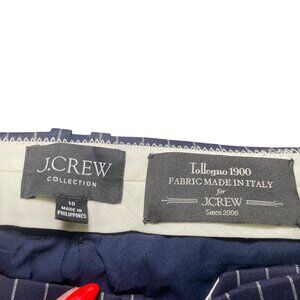 J.CREW
COLLECTION
10
MADE IN
PHILIPPINES
Tollegno 1900
FABRIC MADE IN ITALY
for
J.CREW
Since 2006